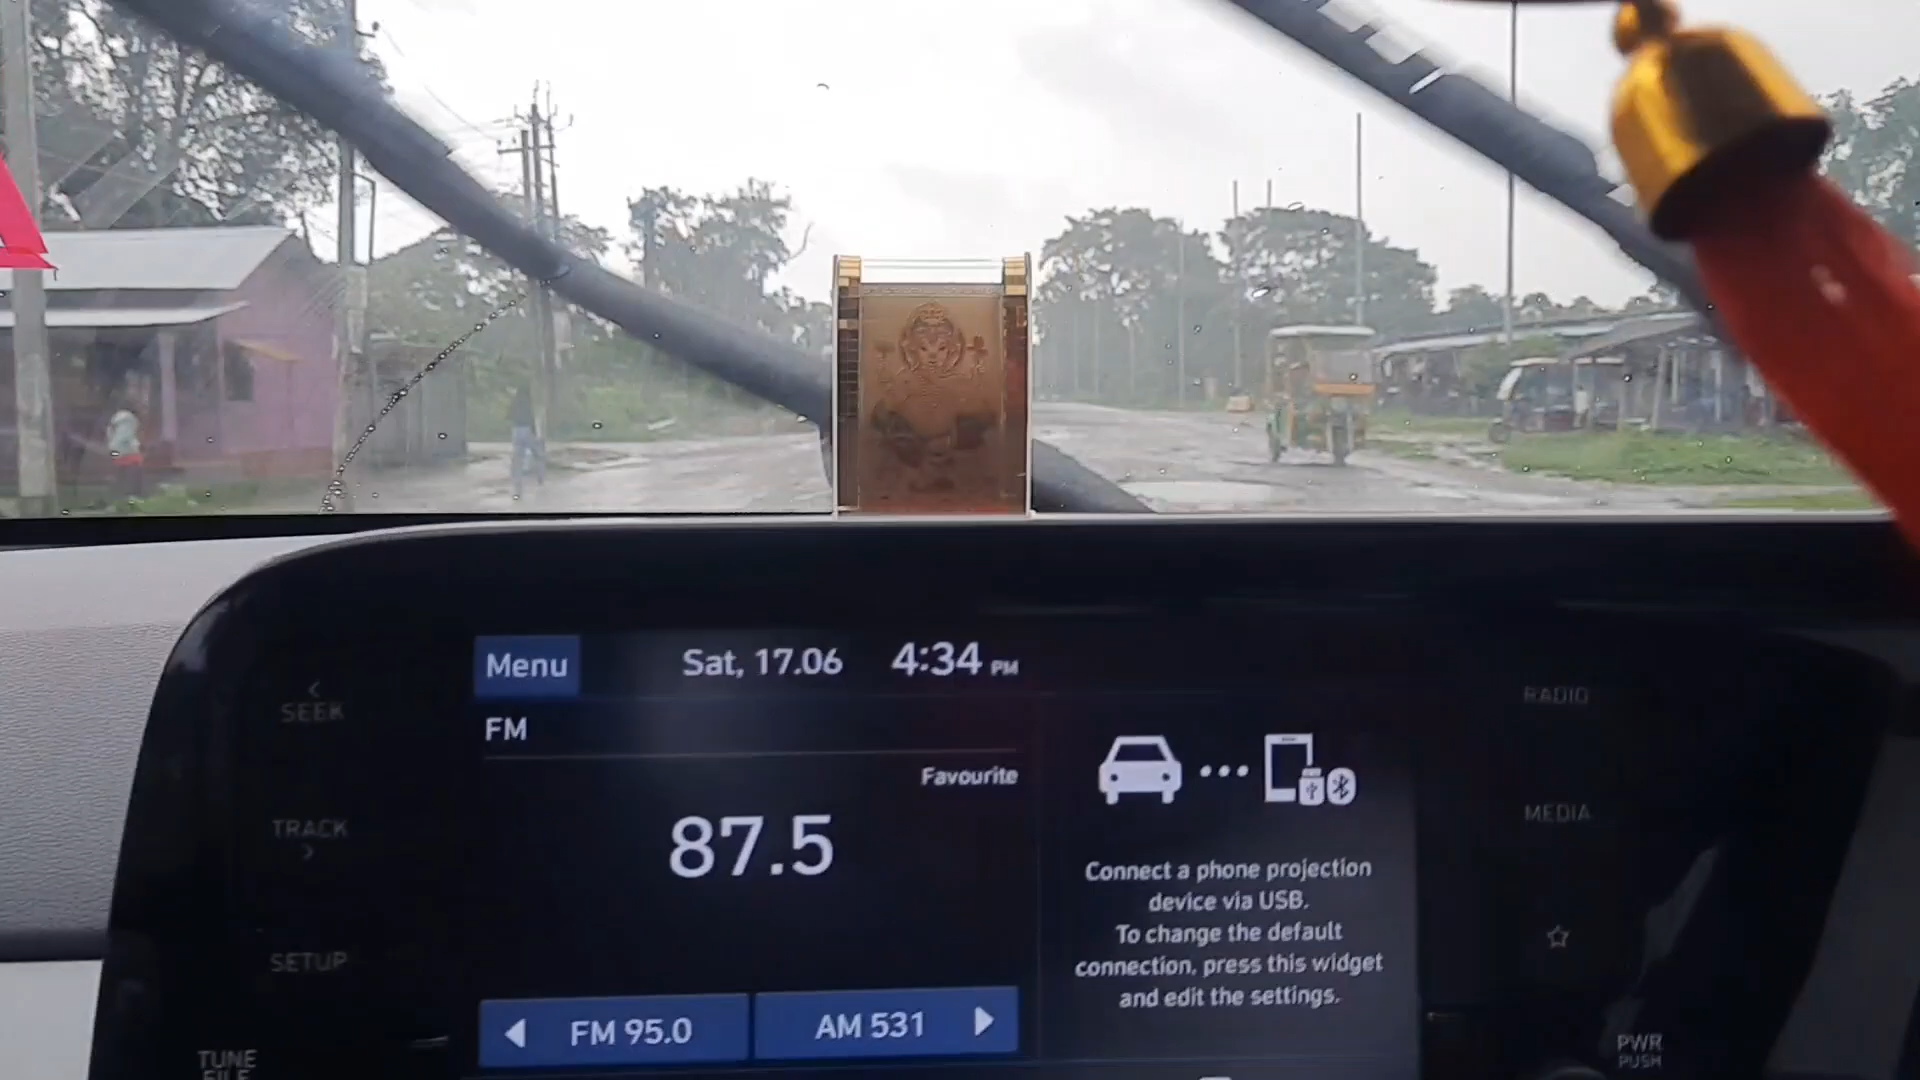 Menu
Sat, 17.06
4:34 PM
SEEK
RADIO
FM
Favourite
TRACK
87.5
MEDIA
Connect a phone projection
device via USB.
To change the default
connection, press this widget
and edit the settings.
SETUP
FM 95.0
AM 531
TUNE
FILE
PWR
PUSH